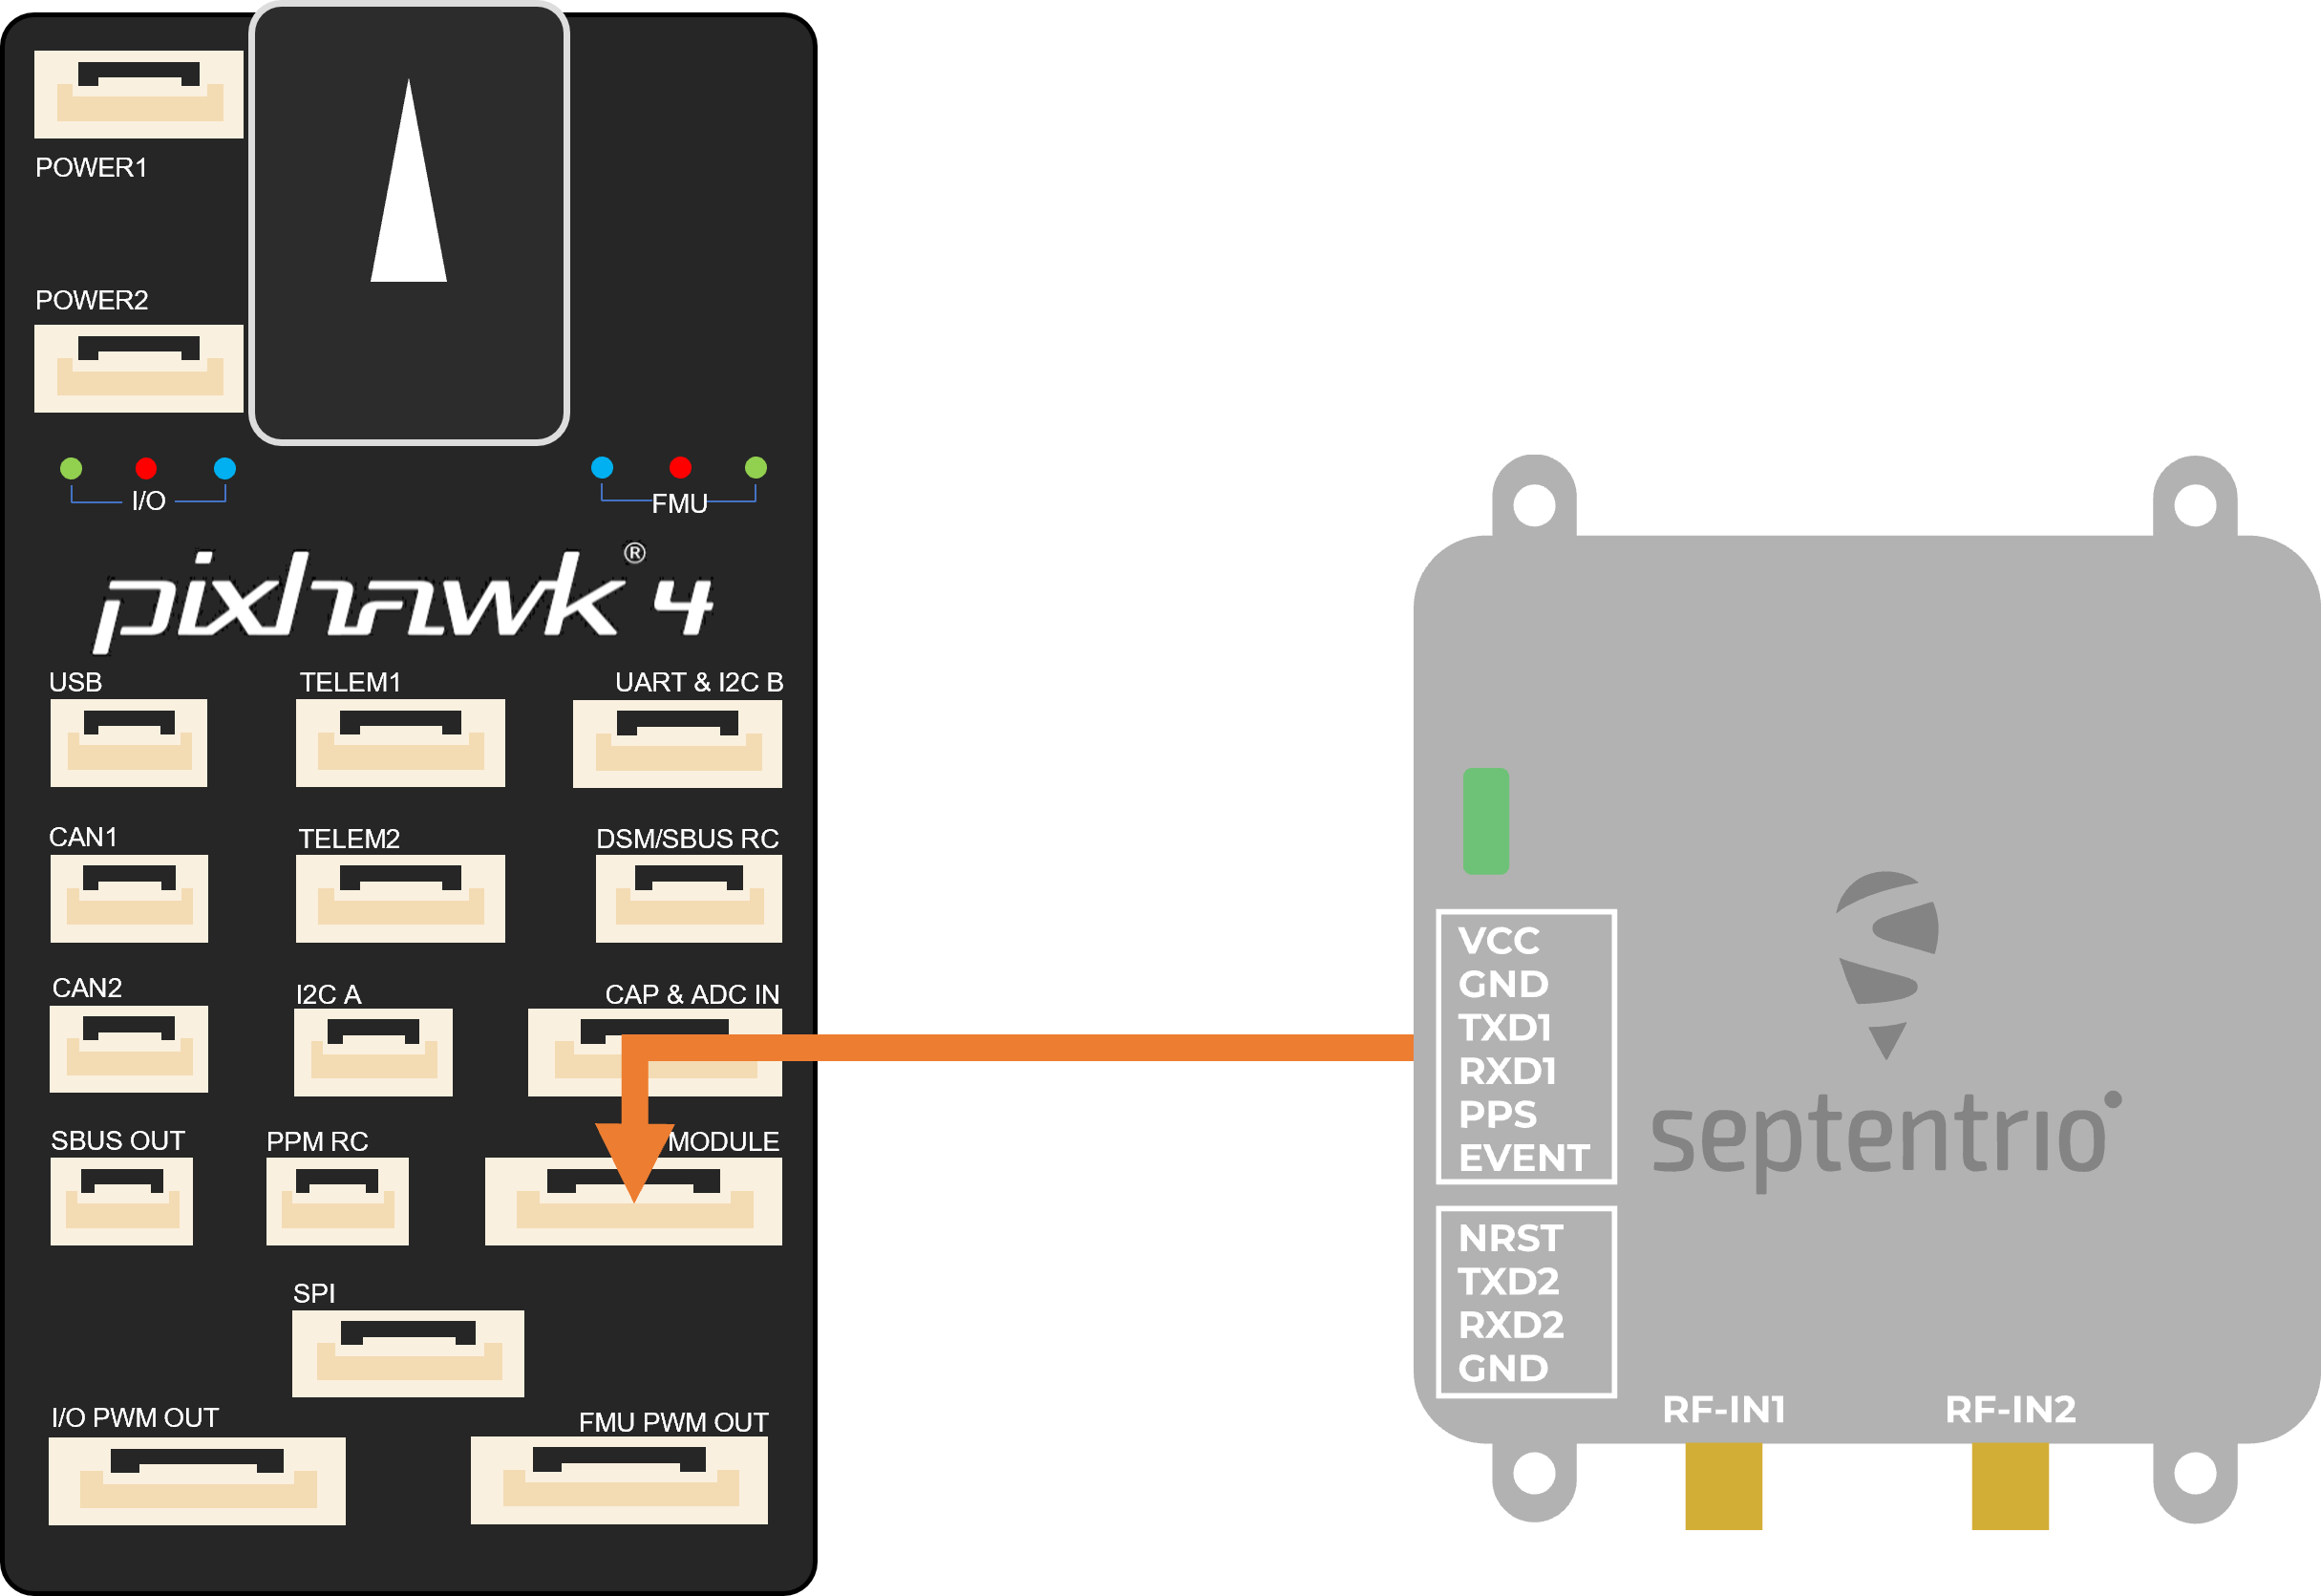 POWER1
POWER2
I/O
FMU
pixhawk® 4
USB
TELEM1
UART & I2C B
CAN1
TELEM2
DSM/SBUS RC
CAN2
I2C A
CAP & ADC IN
SBUS OUT
PPM RC
MODULE
SPI
I/O PWM OUT
FMU PWM OUT
VCC
GND
TXD1
RXD1
PPS
EVENT
NRST
TXD2
RXD2
GND
septentrio
RF-IN1
RF-IN2